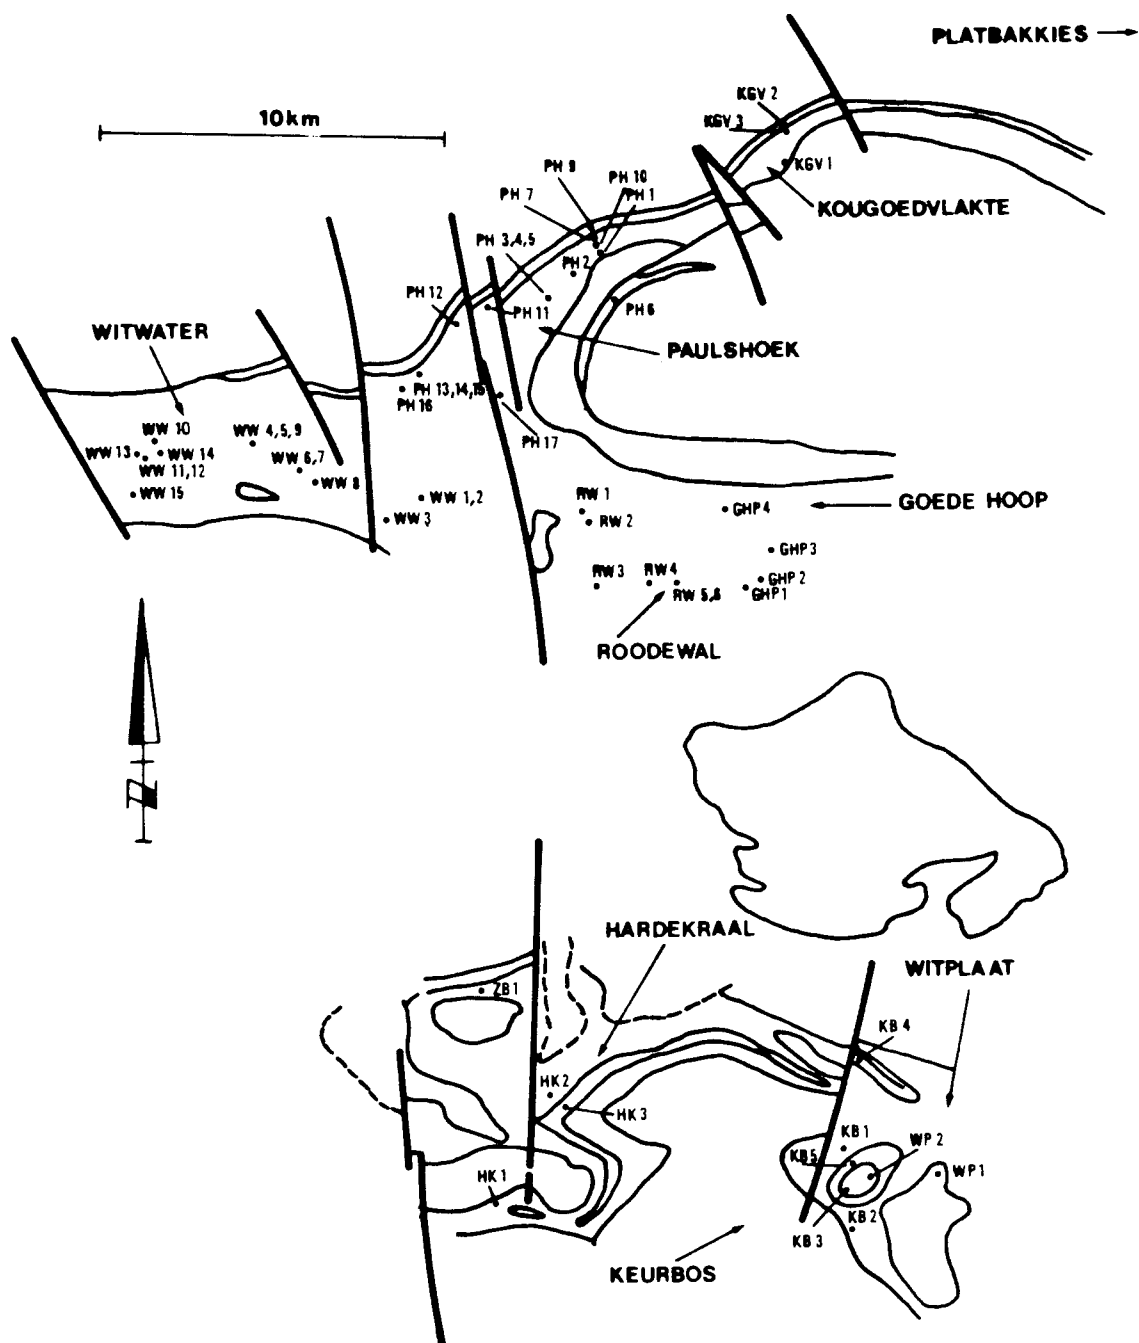 PLATBAKKIES
10km
KGV 2
KGV 3
KGV 1
KOUGOEDVLAKTE
PH 9
PH 10
PH 7
PH 1
PH 3,4,5
PH 2
PH 12
PH 11
PH 6
WITWATER
PAULSHOEK
PH 13,14,15
PH 16
PH 17
WW 10
WW 4,5,9
WW 13
WW 14
WW 11,12
WW 6,7
WW 8
WW 15
WW 1,2
WW 3
RW 1
RW 2
GHP 4
GOEDE HOOP
GHP 3
RW 3
RW 4
RW 5,6
GHP 2
GHP 1
ROODEWAL
N
HARDEKRAAL
WITPLAAT
ZB 1
KB 4
HK 2
HK 3
KB 1
WP 2
KB 5
WP 1
HK 1
KB 2
KB 3
KEURBOS